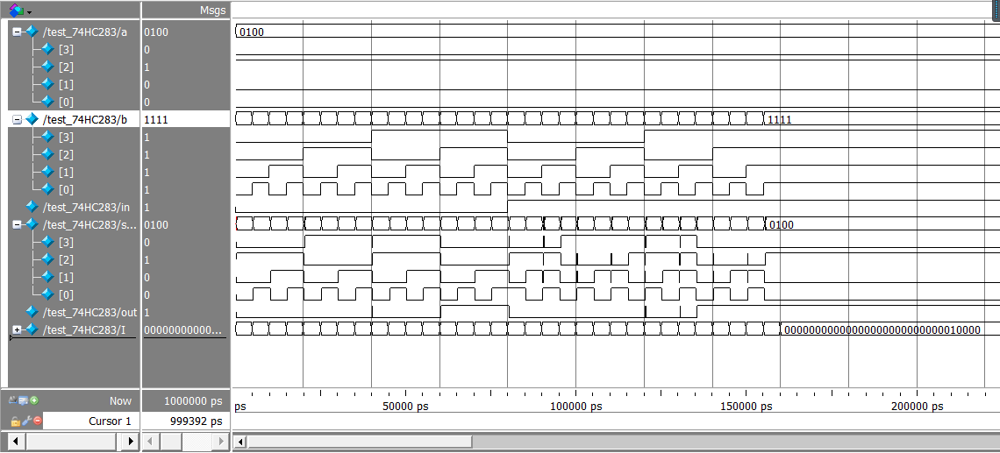 Msgs
/test_74HC283/a 0100 0100
[3] 0
[2] 1
[1] 0
[0] 0
/test_74HC283/b 1111 1111
[3] 1
[2] 1
[1] 1
[0] 1
/test_74HC283/in 1
/test_74HC283/s... 0100 0100
[3] 0
[2] 1
[1] 0
[0] 0
/test_74HC283/out 1
/test_74HC283/I 00000000000... 00000000000000000000000000010000
Now 1000000 ps ps 50000 ps 100000 ps 150000 ps 200000 ps
Cursor 1 999392 ps